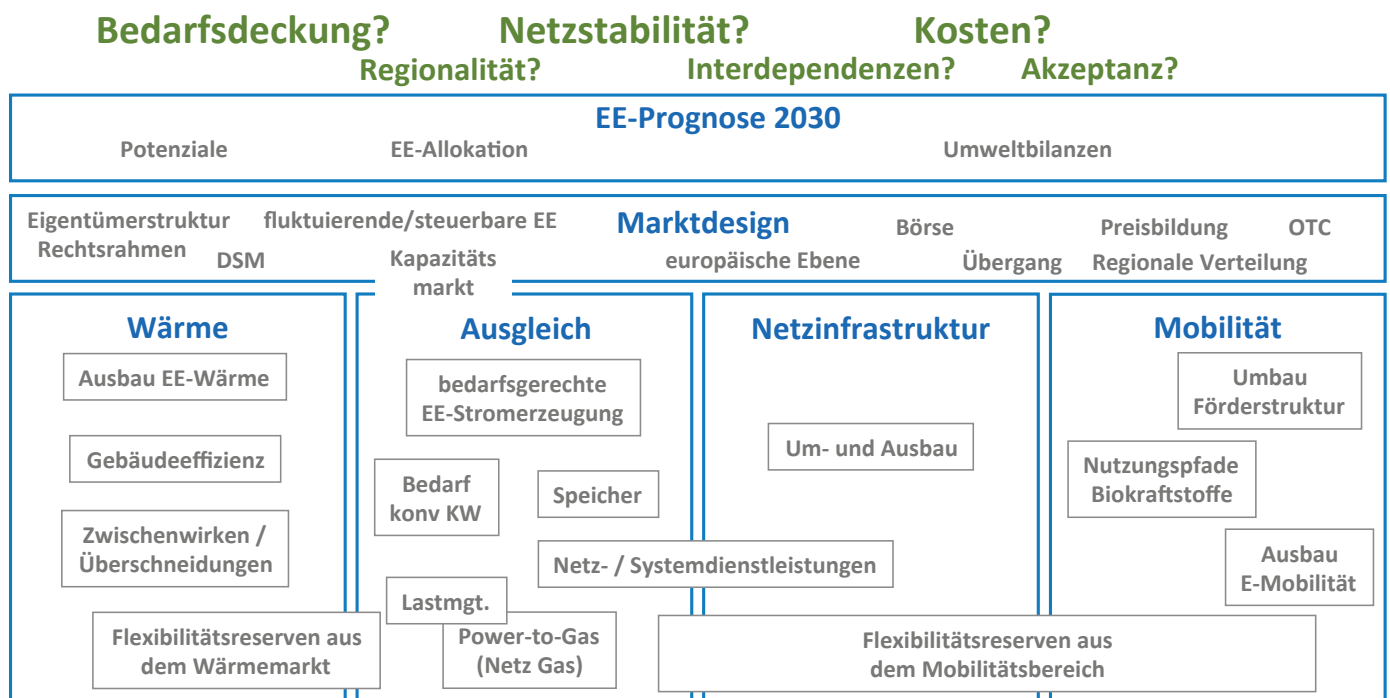 Bedarfsdeckung? Netzstabilität? Kosten?
Regionalität? Interdependenzen? Akzeptanz?
EE-Prognose 2030
Potenziale EE-Allokation Umweltbilanzen
Eigentümerstruktur fluktuierende/steuerbare EE Marktdesign Börse Preisbildung OTC
Rechtsrahmen DSM Kapazitäts europäische Ebene Übergang Regionale Verteilung
markt
Wärme
Ausbau EE-Wärme
Gebäudeeffizienz
Zwischenwirken /
Überschneidungen
Flexibilitätsreserven aus
dem Wärmemarkt
Ausgleich
bedarfsgerechte
EE-Stromerzeugung
Bedarf
konv KW
Speicher
Netz- / Systemdienstleistungen
Lastmgt.
Power-to-Gas
(Netz Gas)
Netzinfrastruktur
Um- und Ausbau
Mobilität
Umbau
Förderstruktur
Nutzungspfade
Biokraftstoffe
Ausbau
E-Mobilität
Flexibilitätsreserven aus
dem Mobilitätsbereich